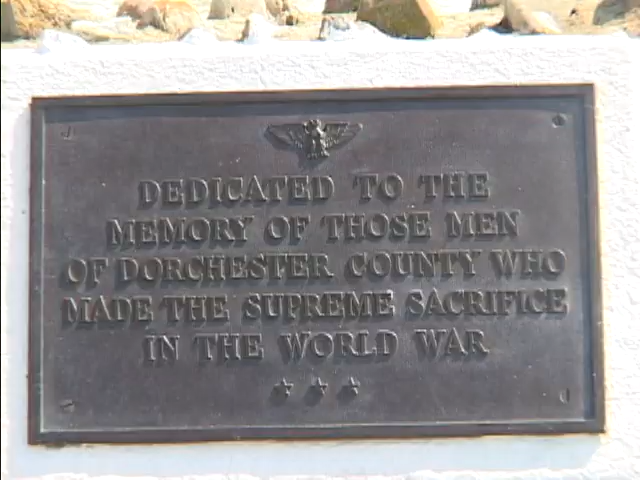 DEDICATED TO THE
MEMORY OF THOSE MEN
OF DORCHESTER COUNTY WHO
MADE THE SUPREME SACRIFICE
IN THE WORLD WAR